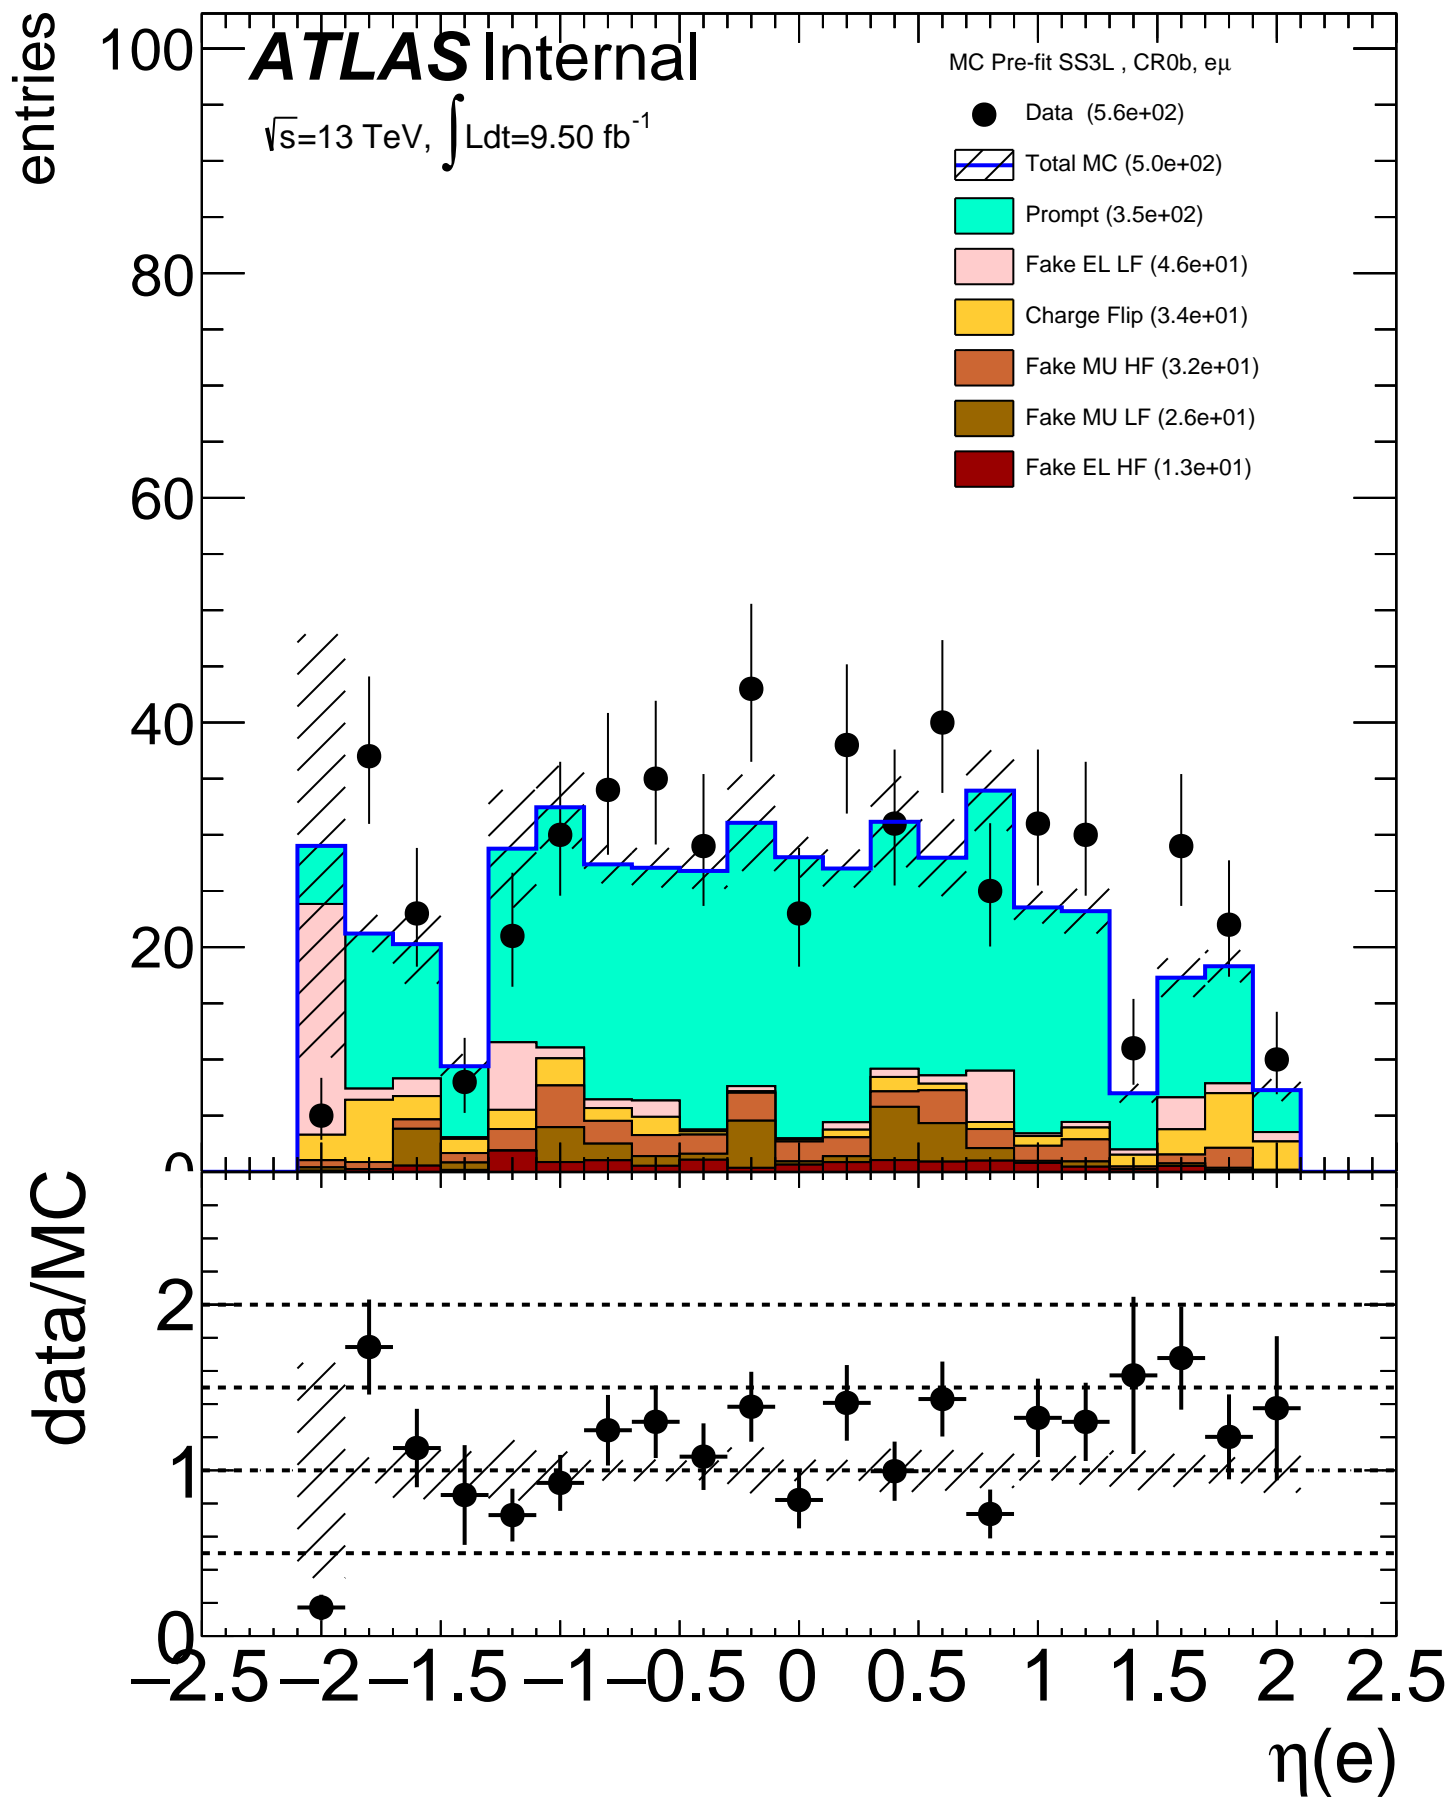 entries
100
80
60
40
20
0
ATLAS Internal
√s=13 TeV, ∫Ldt=9.50 fb⁻¹
MC Pre-fit SS3L , CR0b, eμ
Data (5.6e+02)
Total MC (5.0e+02)
Prompt (3.5e+02)
Fake EL LF (4.6e+01)
Charge Flip (3.4e+01)
Fake MU HF (3.2e+01)
Fake MU LF (2.6e+01)
Fake EL HF (1.3e+01)
data/MC
2
1
0
−2.5 −2 −1.5 −1 −0.5 0 0.5 1 1.5 2 2.5
η(e)